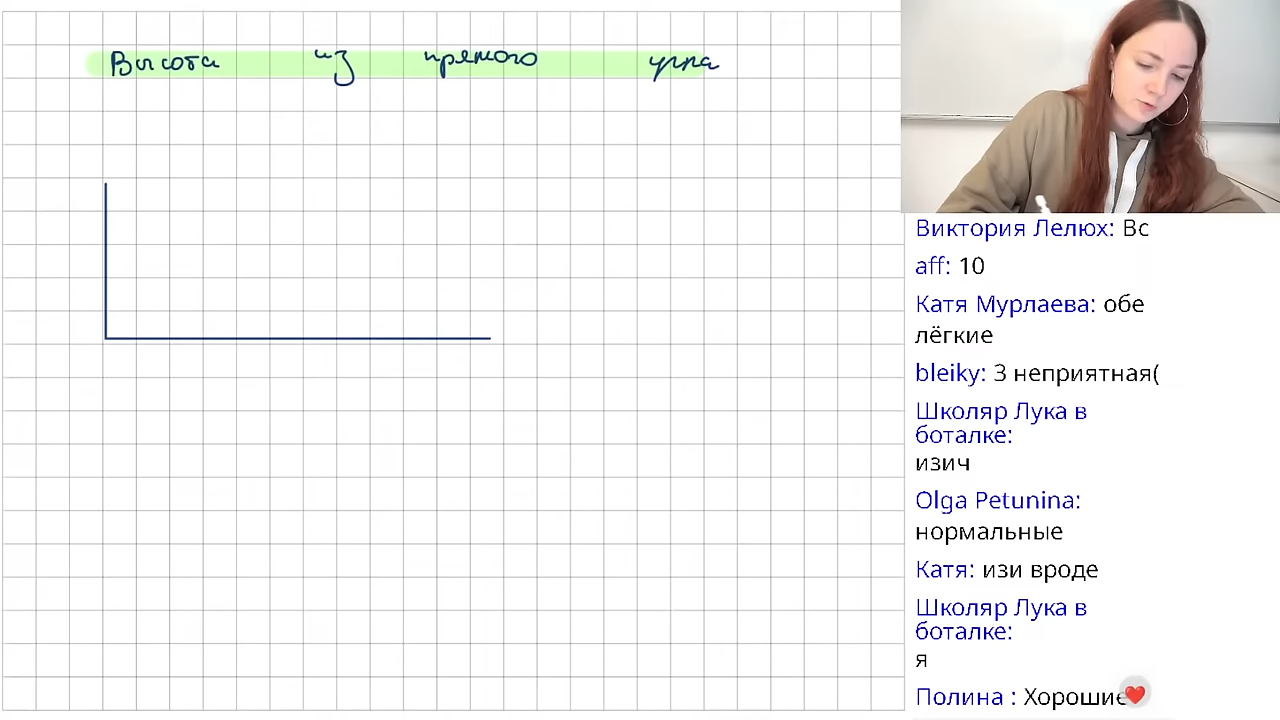 Высота из прямого угла
Виктория Лелюх: Вс
aff: 10
Катя Мурлаева: обе
лёгкие
bleiky: 3 неприятная(
Школяр Лука в
боталке:
изич
Olga Petunina:
нормальные
Катя: изи вроде
Школяр Лука в
боталке:
я
Полина : Хорошие